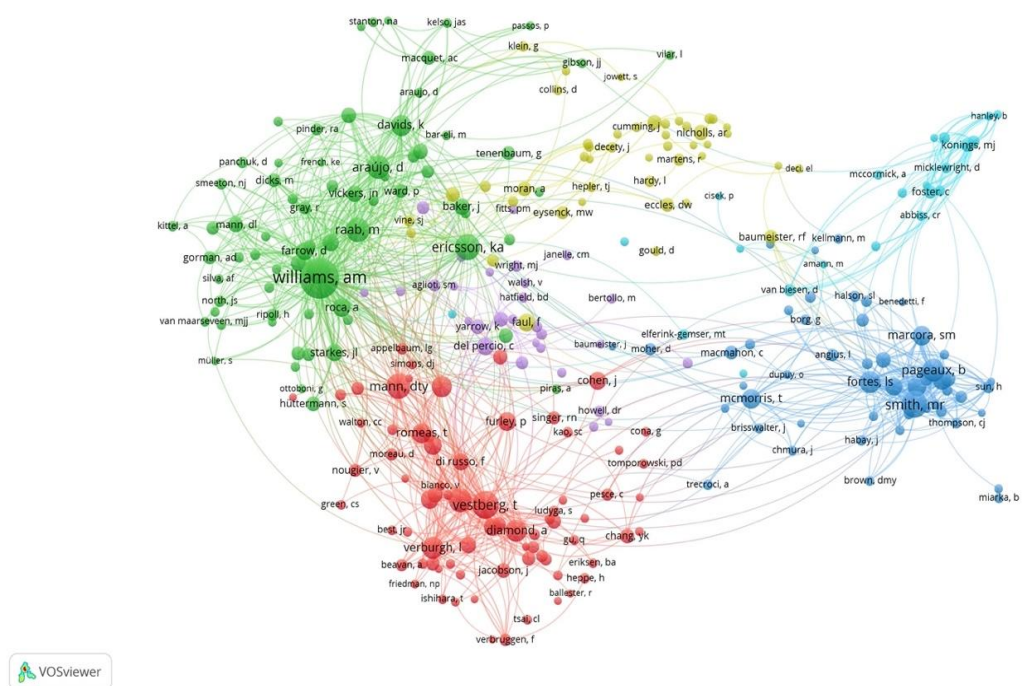 stanton, na
kelso, jas
passos, p
klein, g
vilar, l
macquet, ac
gibson, jj
jowett, s
araujo, d
collins, d
hanley, b
pinder, ra
davids, k
bar-eli, m
cumming, j
nicholls, ar
decety, j
konings, mj
tenenbaum, g
martens, r
panchuk, d
french, ke
araújo, d
micklewright, d
deci, el
mccormick, a
smeeton, nj
dicks, m
vickers, jn
ward, p
moran, a
hepler, tj
hardy, l
foster, c
cisek, p
gray, r
baker, j
fitts, pm
eysenck, mw
eccles, dw
abbiss, cr
kittel, a
mann, dl
vine, sj
raab, m
baumeister, rf
kellmann, m
farrow, d
ericsson, ka
janelle, cm
gould, d
gorman, ad
wright, mj
amann, m
williams, am
silva, af
aglioti, sm
walsh, v
van biesen, d
north, js
hatfield, bd
bertollo, m
halson, sl
benedetti, f
roca, a
van maarseveen, mjj
ripoll, h
yarrow, k
faul, f
borg, g
elferink-gemser, mt
marcora, sm
müller, s
starkes, jl
appelbaum, lg
del percio, c
baumeister, j
moher, d
macmahon, c
angius, l
simons, dj
pageaux, b
ottoboni, g
mann, dty
piras, a
cohen, j
dupuy, o
fortes, ls
sun, h
hüttermann, s
mcmorris, t
smith, mr
walton, cc
furley, p
singer, rn
howell, dr
thompson, cj
romeas, t
kao, sc
cona, g
brisswalter, j
habay, j
moreau, d
chmura, j
nougier, v
di russo, f
tomporowski, pd
bianco, v
trecroci, a
brown, dmy
green, cs
vestberg, t
pesce, c
miarka, b
ludyga, s
best, jr
diamond, a
gu, q
chang, yk
verburgh, l
beavan, a
jacobson, j
eriksen, ba
friedman, np
heppe, h
ishihara, t
ballester, r
tsai, cl
verbruggen, f
VOSviewer